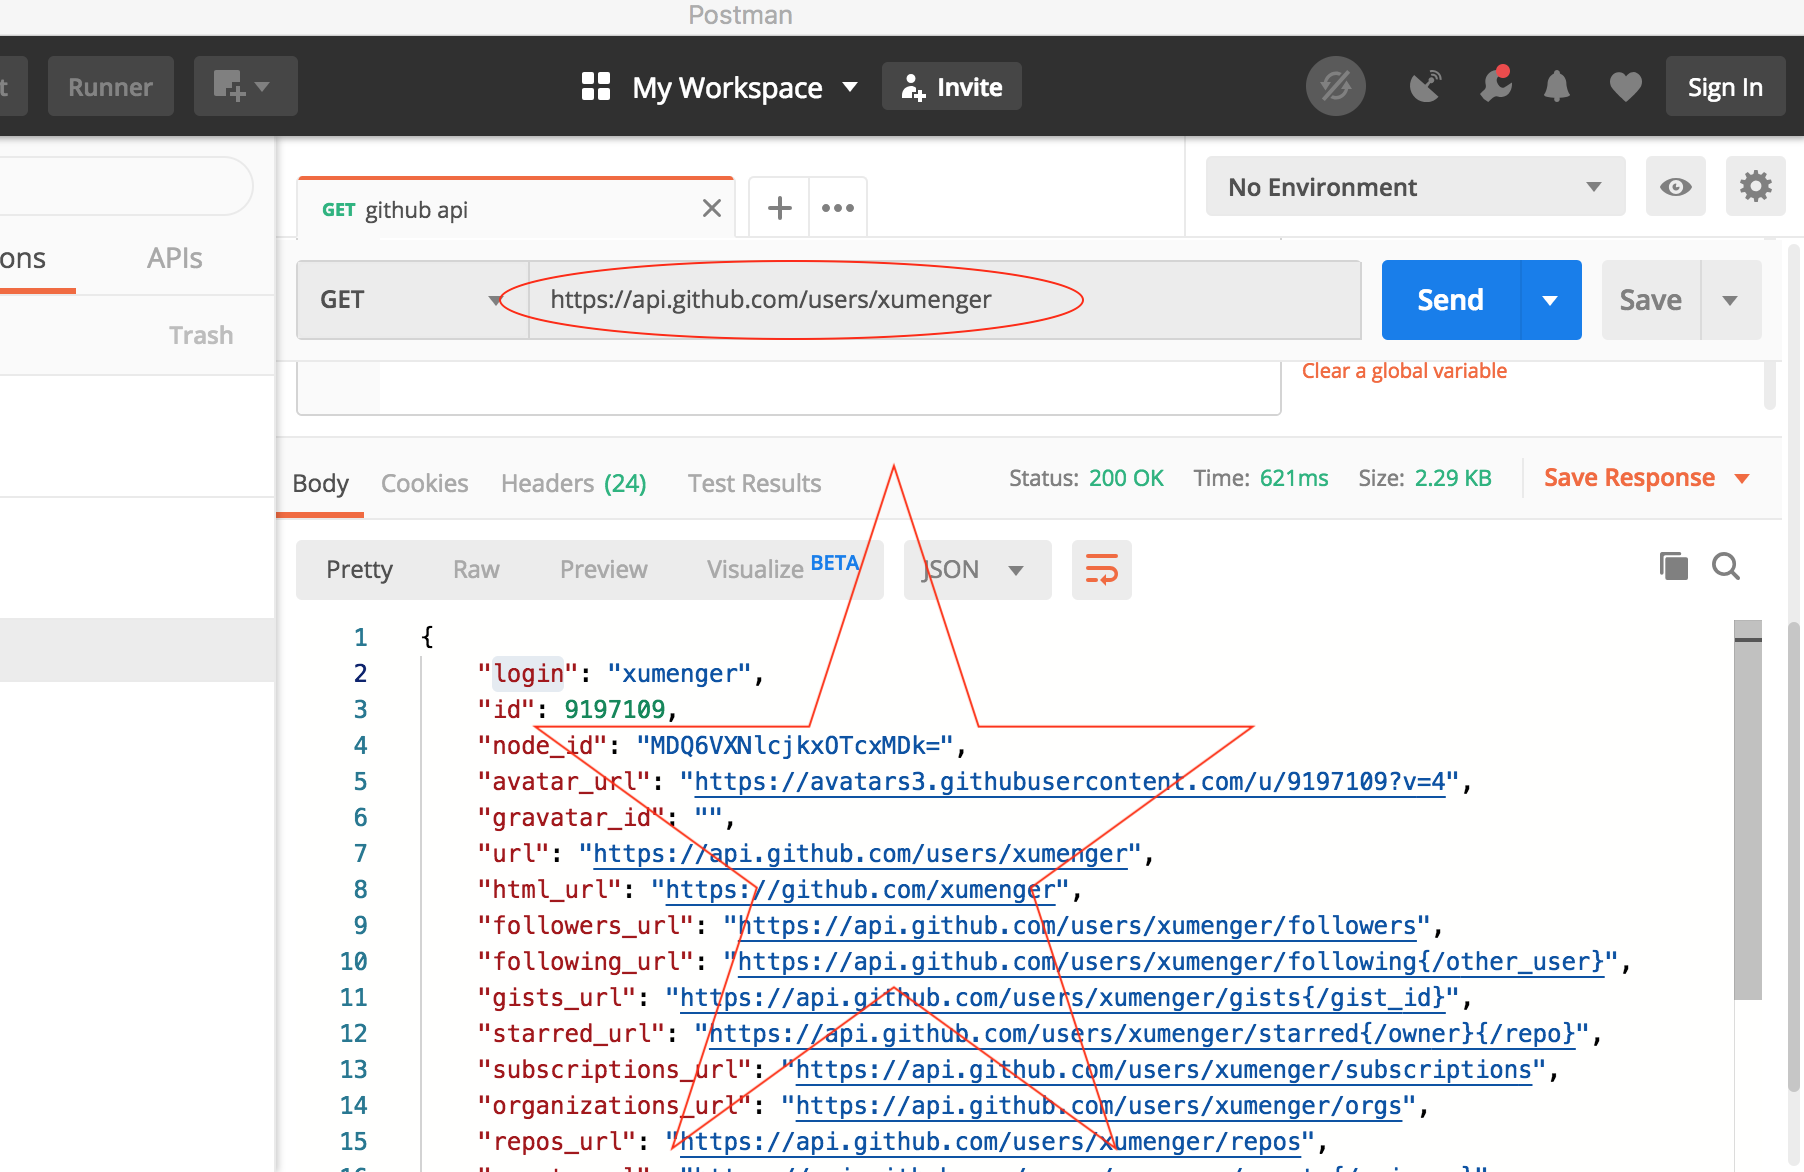 Postman
t
Runner
My Workspace
Invite
Sign In
GET github api
No Environment
ons
APIs
GET
https://api.github.com/users/xumenger
Send
Save
Trash
Clear a global variable
Body
Cookies
Headers (24)
Test Results
Status: 200 OK
Time: 621ms
Size: 2.29 KB
Save Response
Pretty
Raw
Preview
Visualize BETA
JSON
1 {
2 "login": "xumenger",
3 "id": 9197109,
4 "node_id": "MDQ6VXNlcjkxOTcxMDk=",
5 "avatar_url": "https://avatars3.githubusercontent.com/u/9197109?v=4",
6 "gravatar_id": "",
7 "url": "https://api.github.com/users/xumenger",
8 "html_url": "https://github.com/xumenger",
9 "followers_url": "https://api.github.com/users/xumenger/followers",
10 "following_url": "https://api.github.com/users/xumenger/following{/other_user}",
11 "gists_url": "https://api.github.com/users/xumenger/gists{/gist_id}",
12 "starred_url": "https://api.github.com/users/xumenger/starred{/owner}{/repo}",
13 "subscriptions_url": "https://api.github.com/users/xumenger/subscriptions",
14 "organizations_url": "https://api.github.com/users/xumenger/orgs",
15 "repos_url": "https://api.github.com/users/xumenger/repos",